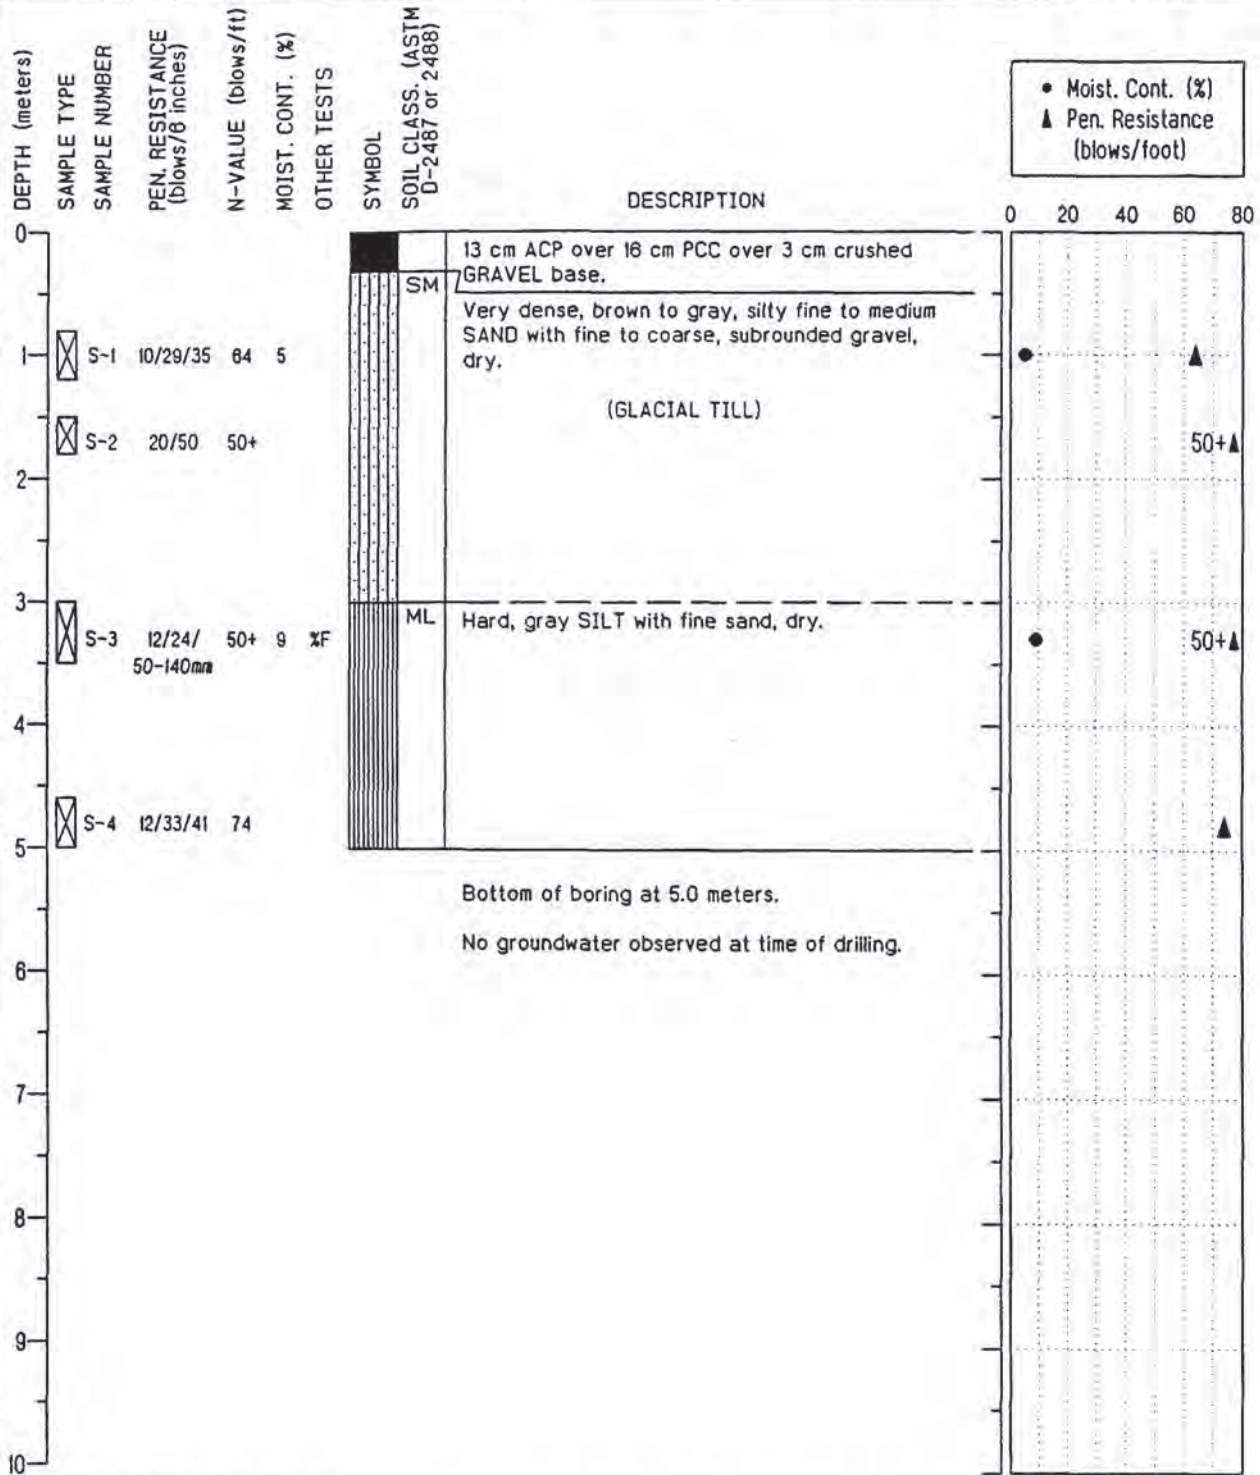 DEPTH (meters)
SAMPLE TYPE
SAMPLE NUMBER
PEN. RESISTANCE
(blows/6 inches)
N-VALUE (blows/ft)
MOIST. CONT. (%)
OTHER TESTS
SYMBOL
SOIL CLASS. (ASTM
D-2487 or 2488)
DESCRIPTION
● Moist. Cont. (%)
▲ Pen. Resistance
(blows/foot)
0 20 40 60 80
0
13 cm ACP over 16 cm PCC over 3 cm crushed
GRAVEL base.
SM
Very dense, brown to gray, silty fine to medium
SAND with fine to coarse, subrounded gravel,
dry.
1 S-1 10/29/35 64 5
(GLACIAL TILL)
S-2 20/50 50+
50+
2
3
ML Hard, gray SILT with fine sand, dry.
S-3 12/24/ 50+ 9 %F
50-140mm
50+
4
S-4 12/33/41 74
5
Bottom of boring at 5.0 meters.
No groundwater observed at time of drilling.
6
7
8
9
10